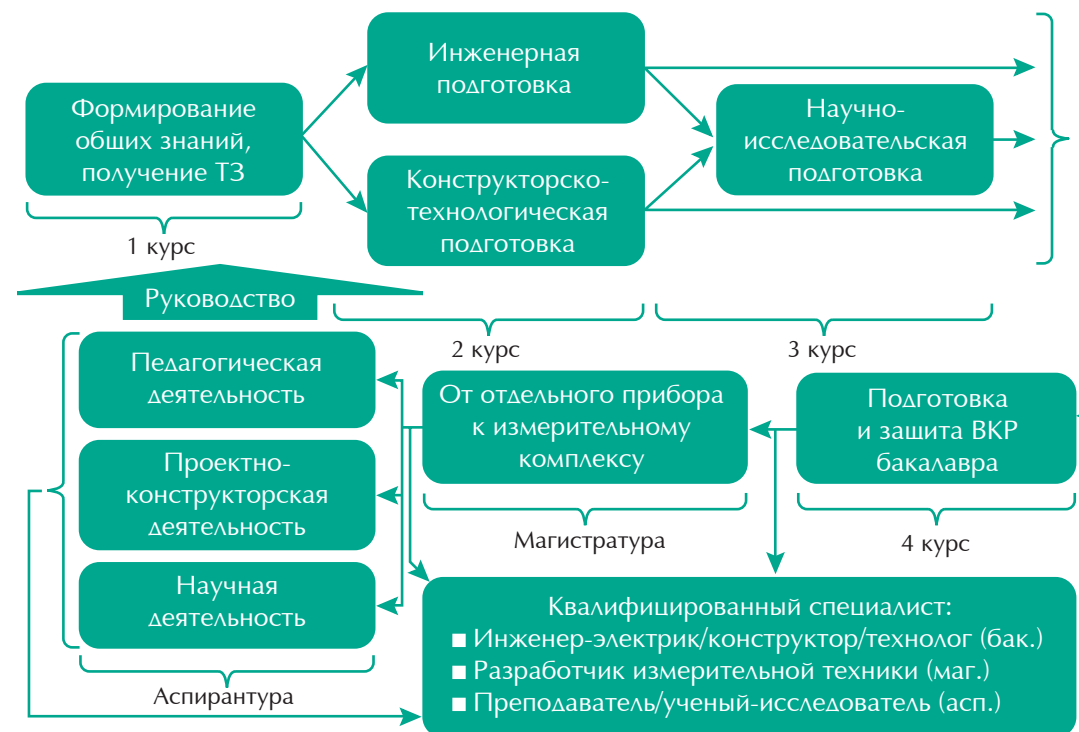 Инженерная
подготовка
Формирование
общих знаний,
получение ТЗ
Научно-
исследовательская
подготовка
Конструкторско-
технологическая
подготовка
1 курс
Руководство
2 курс
3 курс
Педагогическая
деятельность
От отдельного прибора
к измерительному
комплексу
Подготовка
и защита ВКР
бакалавра
Проектно-
конструкторская
деятельность
Магистратура
4 курс
Научная
деятельность
Аспирантура
Квалифицированный специалист:
■ Инженер-электрик/конструктор/технолог (бак.)
■ Разработчик измерительной техники (маг.)
■ Преподаватель/ученый-исследователь (асп.)